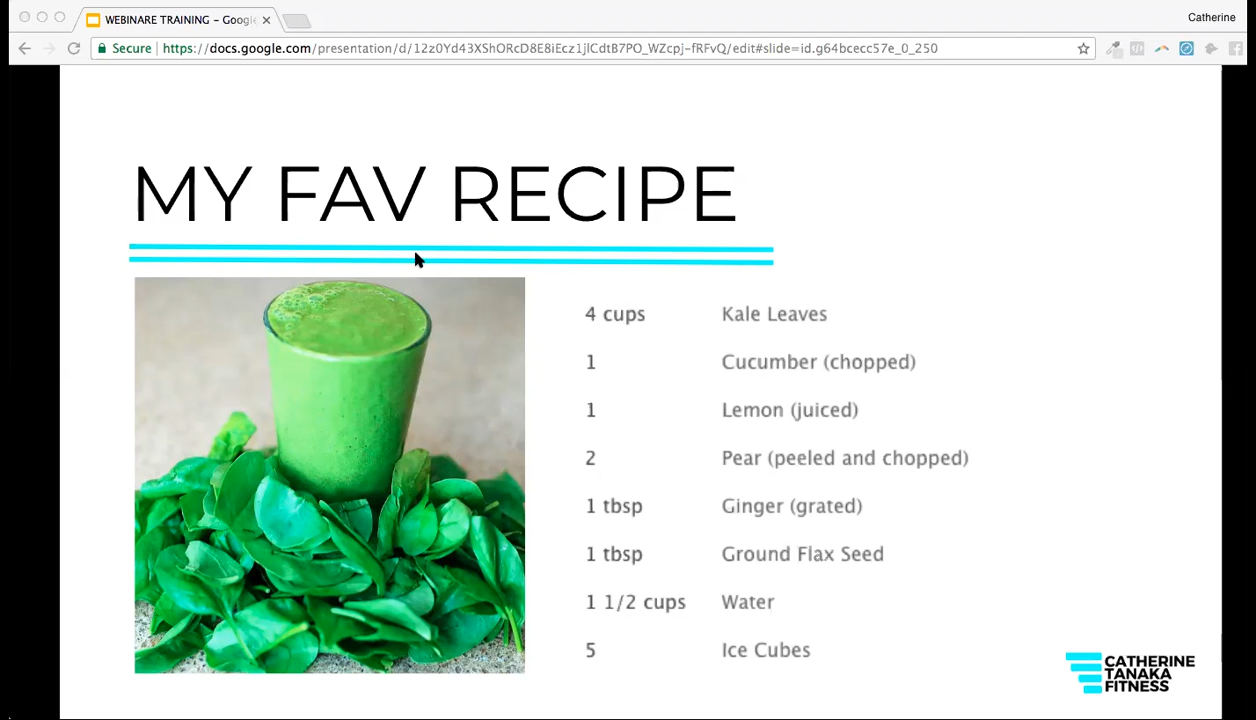 WEBINARE TRAINING – Googl
Catherine
Secure
https://docs.google.com/presentation/d/12z0Yd43XShORcD8E8iEcz1jlCdtB7PO_WZcpj-fRFvQ/edit#slide=id.g64bcecc57e_0_250
MY FAV RECIPE
4 cups Kale Leaves
1 Cucumber (chopped)
1 Lemon (juiced)
2 Pear (peeled and chopped)
1 tbsp Ginger (grated)
1 tbsp Ground Flax Seed
1 1/2 cups Water
5 Ice Cubes
CATHERINE
TANAKA
FITNESS